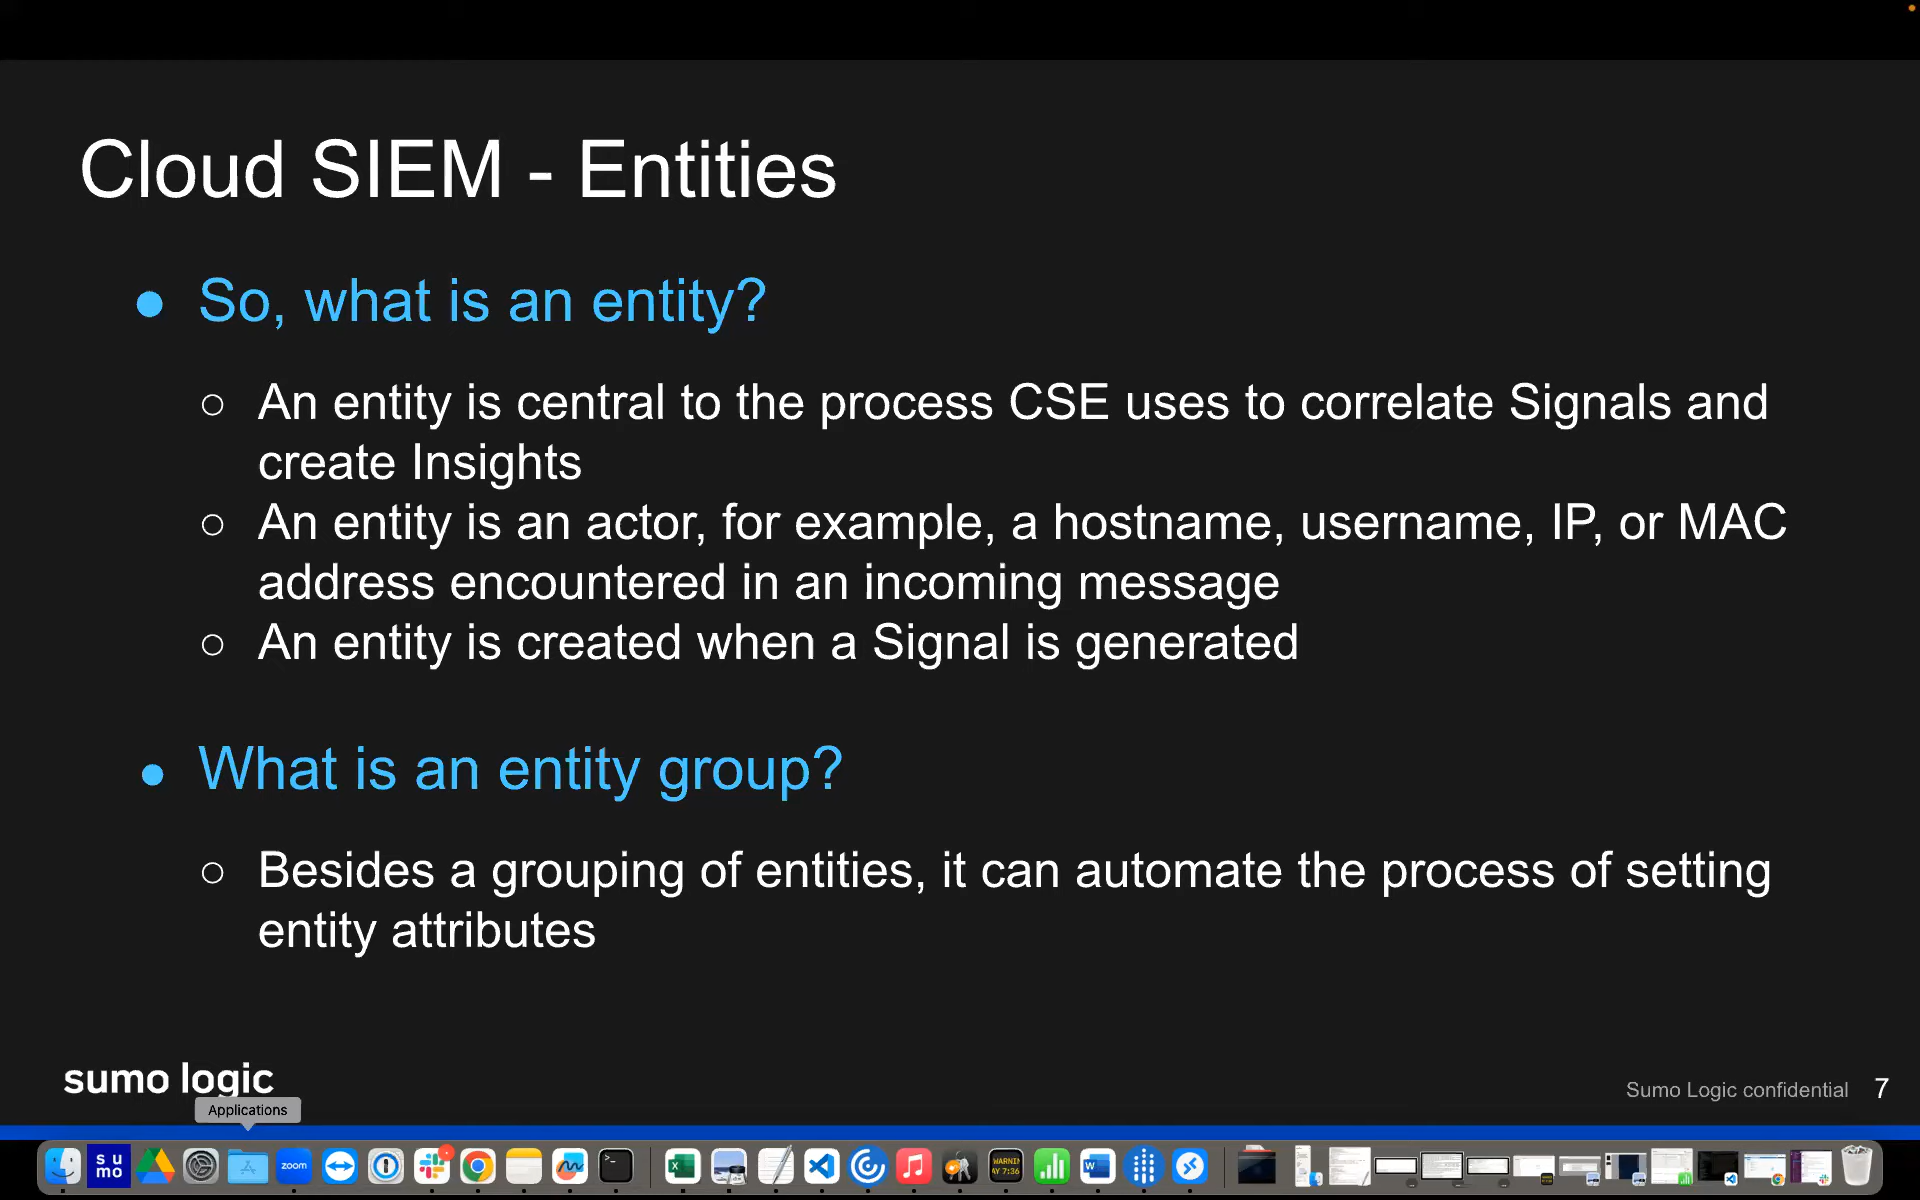 Cloud SIEM - Entities
● So, what is an entity?
○ An entity is central to the process CSE uses to correlate Signals and
create Insights
○ An entity is an actor, for example, a hostname, username, IP, or MAC
address encountered in an incoming message
○ An entity is created when a Signal is generated
● What is an entity group?
○ Besides a grouping of entities, it can automate the process of setting
entity attributes
sumo logic
Sumo Logic confidential 7
Applications
su
mo
zoom